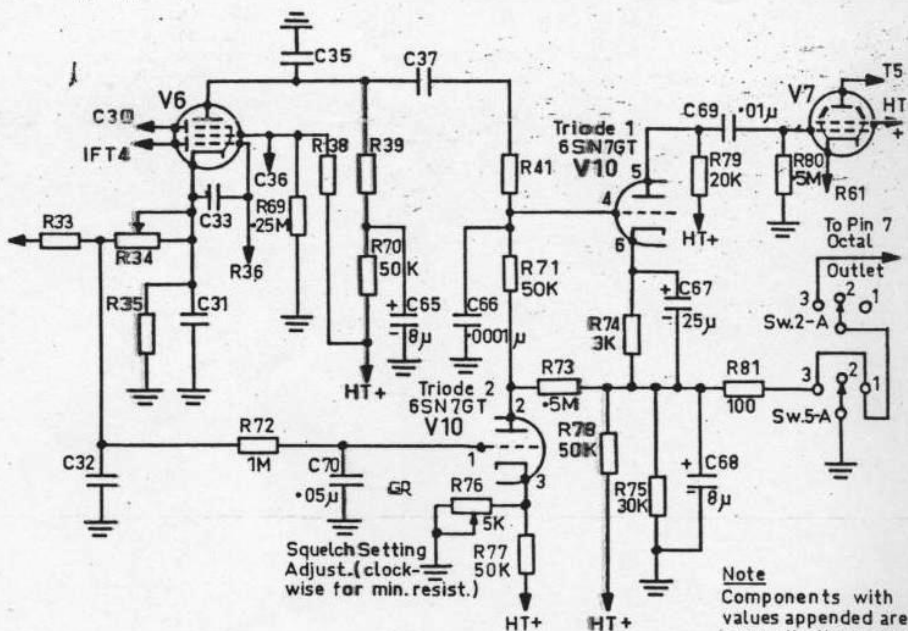 C35
C37
V6
T5
V7
HT
+
C69
.01µ
C30
IFT4
Triode 1
6SN7GT
V10
R38
R39
R41
5
R79
20K
R80
.5M
R61
C36
R69
.25M
C33
4
6
HT+
R33
R34
R36
R70
50K
C65
+
8µ
R71
50K
C66
.0001µ
To Pin 7
Octal
Outlet
3
2
1
Sw.2-A
R35
C31
C67
+
-
25µ
R74
3K
HT+
Triode 2
6SN7GT
V10
2
R73
.5M
R81
100
3
2
1
Sw.5-A
R72
1M
1
3
R78
50K
C32
C70
.05µ
GR
R76
5K
R75
30K
C68
+
-
8µ
Squelch Setting
Adjust.(clock-
wise for min. resist.)
R77
50K
HT+
HT+
Note
Components with
values appended are